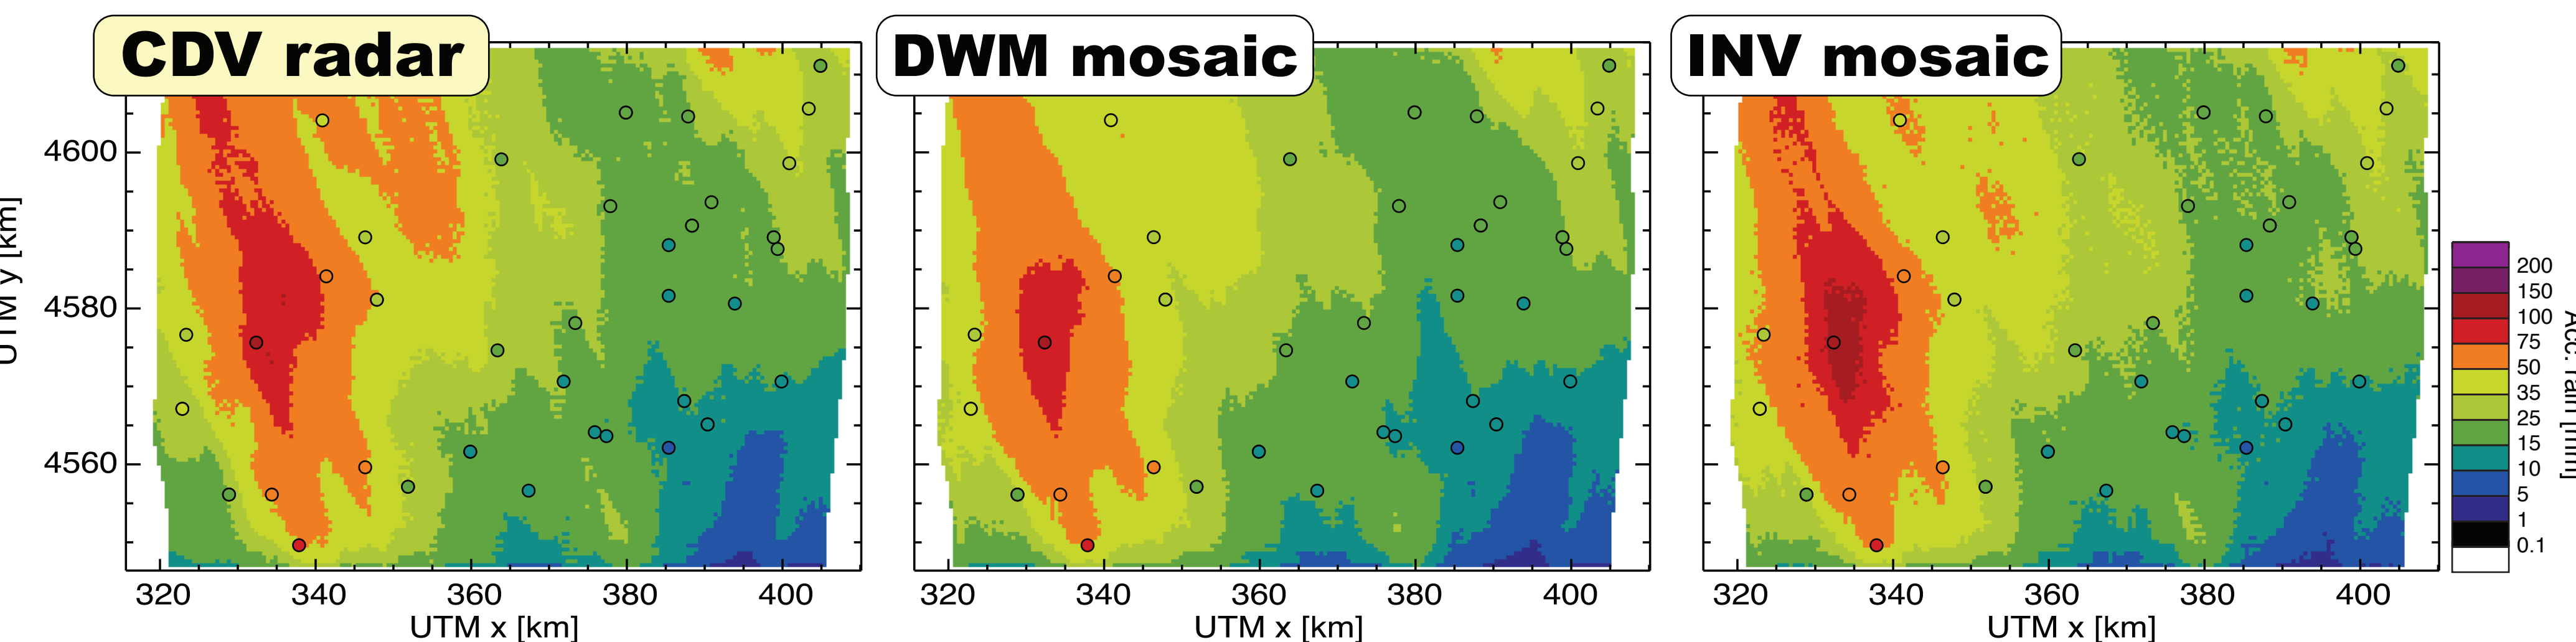 CDV radar
DWM mosaic
INV mosaic
UTM y [km]
4600
4580
4560
320 340 360 380 400
320 340 360 380 400
320 340 360 380 400
UTM x [km]
UTM x [km]
UTM x [km]
200
150
100
75
50
35
25
15
10
5
1
0.1
Acc. rain [mm]